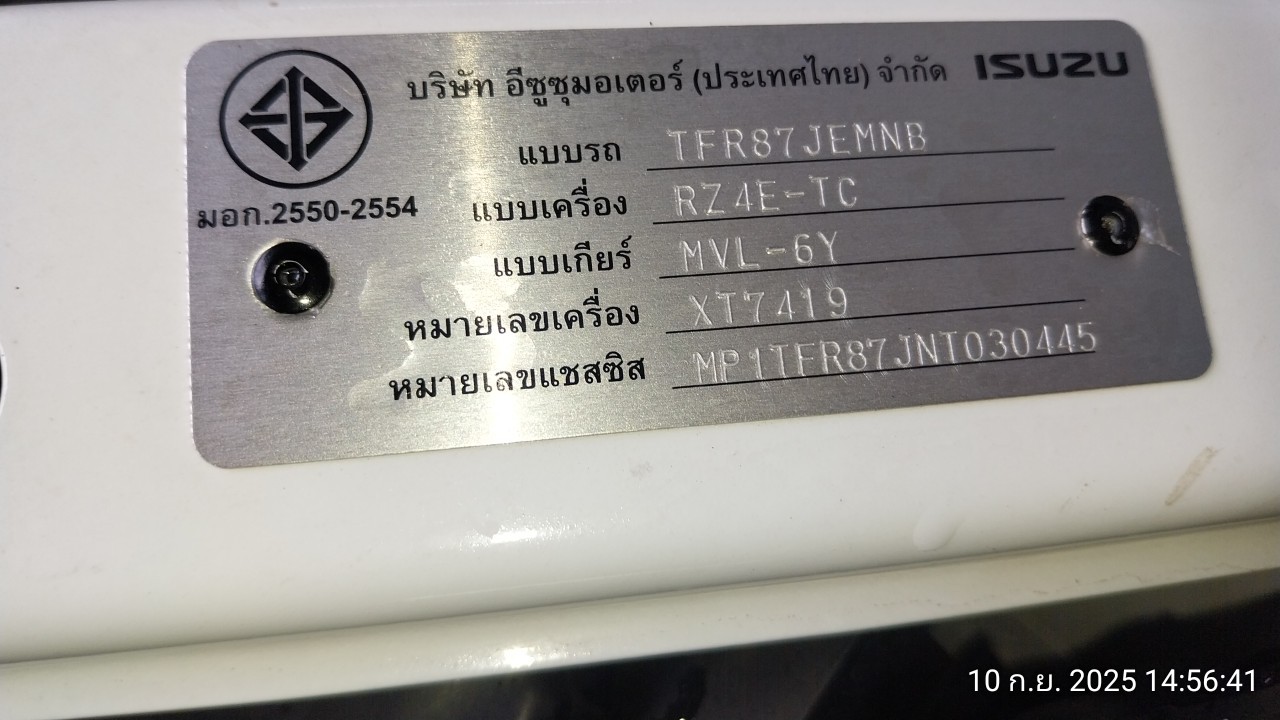 บริษัท อีซูซุมอเตอร์ (ประเทศไทย) จำกัด ISUZU
แบบรถ TFR87JEMNB
มอก.2550-2554
แบบเครื่อง RZ4E-TC
แบบเกียร์ MVL-6Y
หมายเลขเครื่อง XT7419
หมายเลขแชสซิส MP1TFR87JNT030445
10 ก.ย. 2025 14:56:41